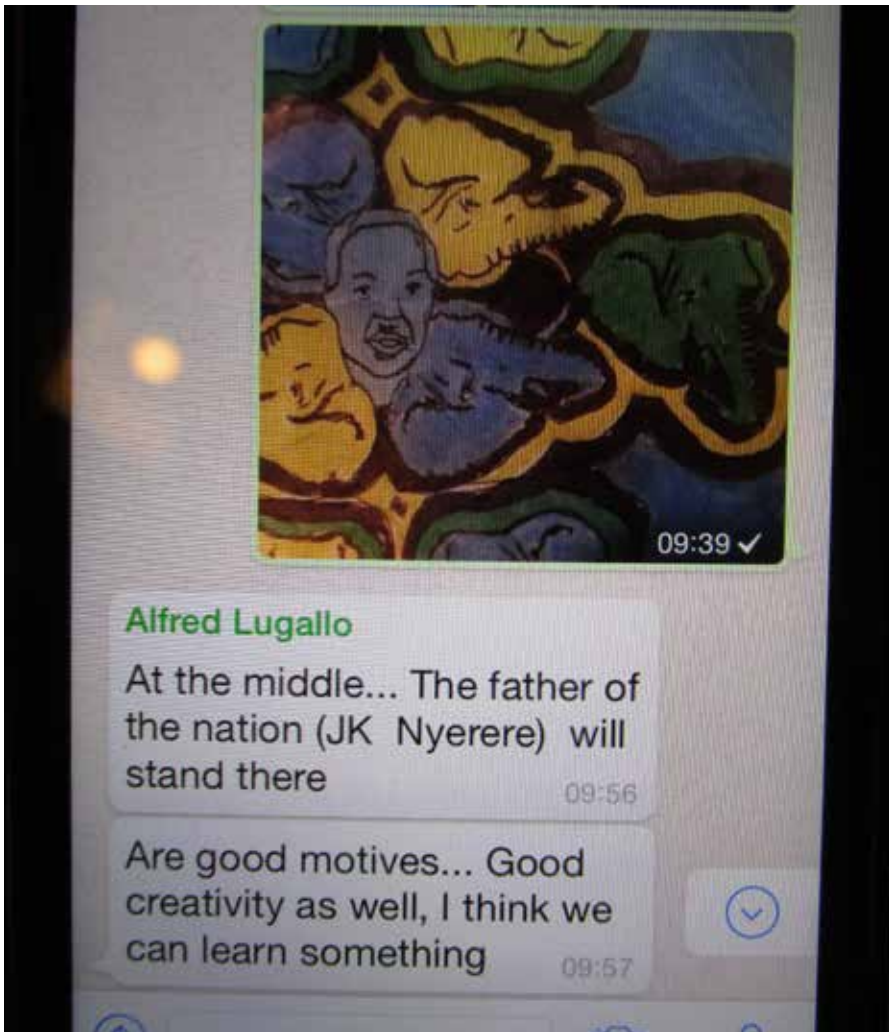 09:39
Alfred Lugallo
At the middle... The father of
the nation (JK Nyerere) will
stand there
09:56
Are good motives... Good
creativity as well, I think we
can learn something
09:57